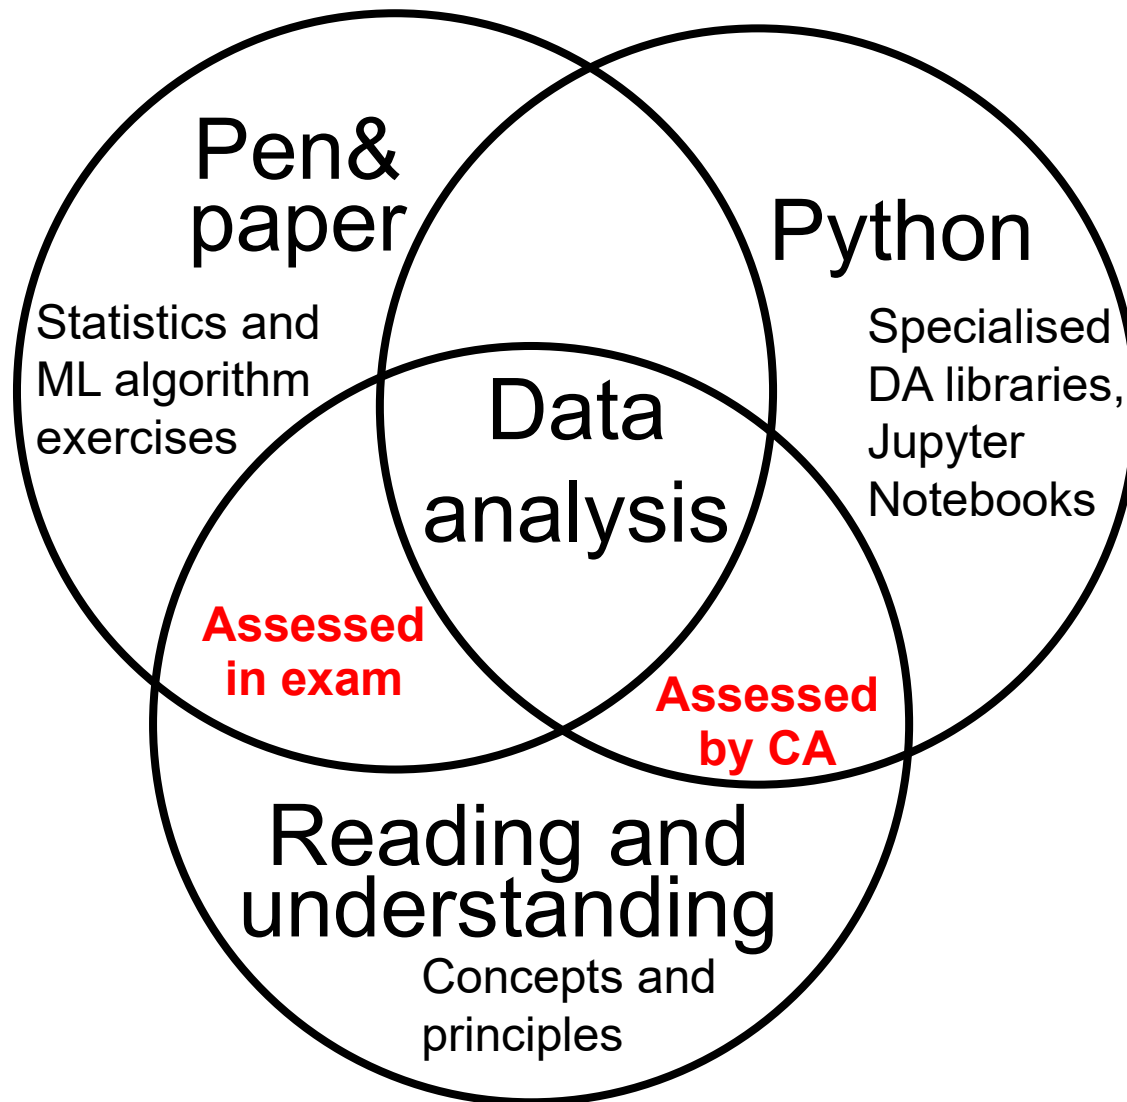 Pen&
paper
Statistics and
ML algorithm
exercises
Python
Specialised
DA libraries,
Jupyter
Notebooks
Data
analysis
Assessed
in exam
Assessed
by CA
Reading and
understanding
Concepts and
principles